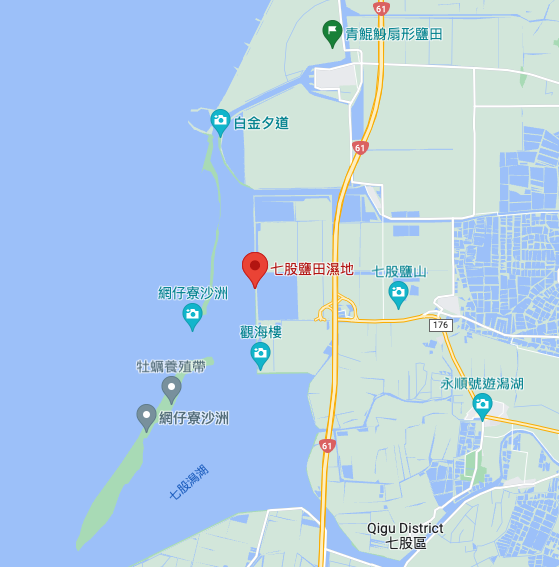 61
青鯤鯓扇形鹽田
白金夕道
61
七股鹽田濕地
七股鹽山
網仔寮沙洲
176
觀海樓
牡蠣養殖帶
永順號遊潟湖
網仔寮沙洲
61
七股潟湖
Qigu District
七股區